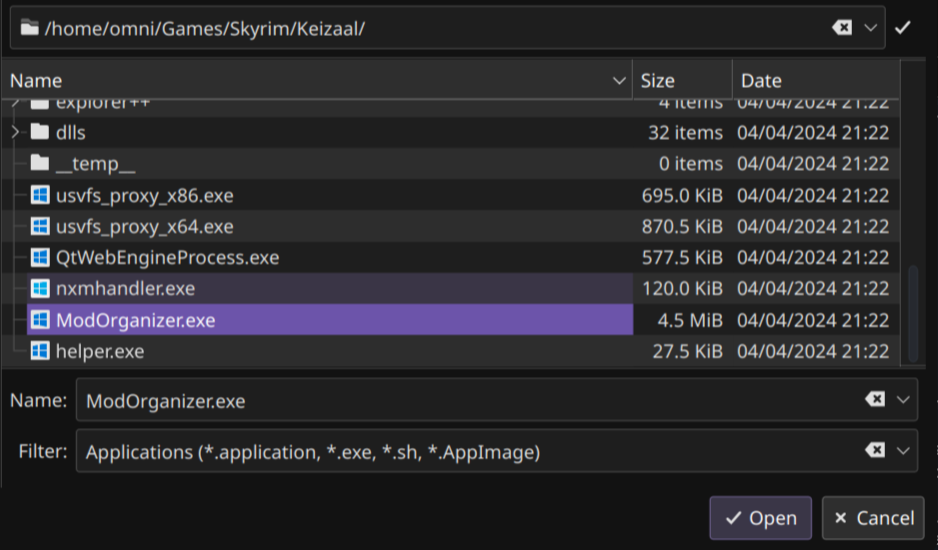 /home/omni/Games/Skyrim/Keizaal/
Name Size Date
explorer++ 4 items 04/04/2024 21:22
dlls 32 items 04/04/2024 21:22
__temp__ 0 items 04/04/2024 21:22
usvfs_proxy_x86.exe 695.0 KiB 04/04/2024 21:22
usvfs_proxy_x64.exe 870.5 KiB 04/04/2024 21:22
QtWebEngineProcess.exe 577.5 KiB 04/04/2024 21:22
nxmhandler.exe 120.0 KiB 04/04/2024 21:22
ModOrganizer.exe 4.5 MiB 04/04/2024 21:22
helper.exe 27.5 KiB 04/04/2024 21:22
Name: ModOrganizer.exe
Filter: Applications (*.application, *.exe, *.sh, *.AppImage)
Open Cancel